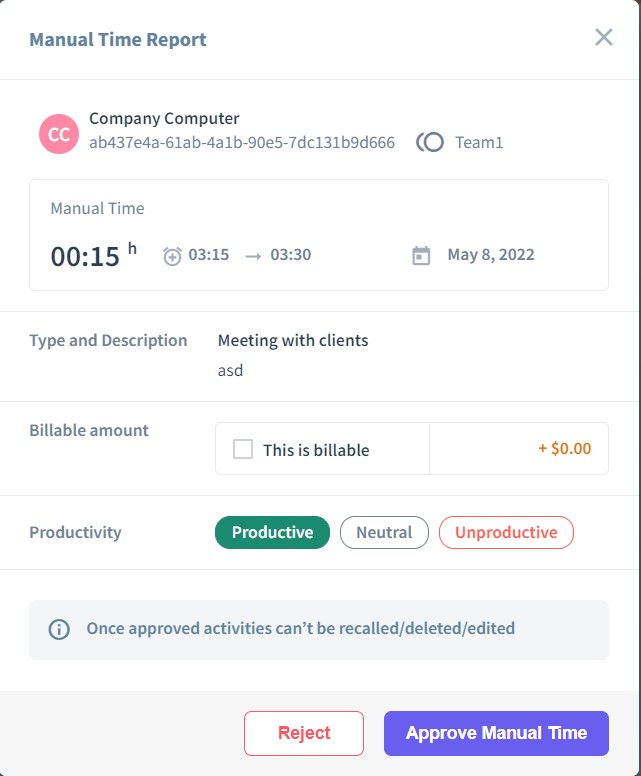 Manual Time Report
CC
Company Computer
ab437e4a-61ab-4a1b-90e5-7dc131b9d666 Team1
Manual Time
00:15 h 03:15 → 03:30 May 8, 2022
Type and Description Meeting with clients
asd
Billable amount This is billable + $0.00
Productivity Productive Neutral Unproductive
Once approved activities can’t be recalled/deleted/edited
Reject Approve Manual Time